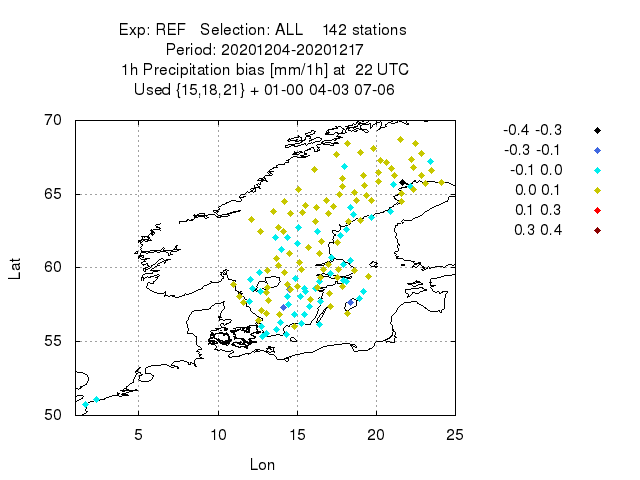 Exp: REF   Selection: ALL    142 stations
Period: 20201204-20201217
1h Precipitation bias [mm/1h] at  22 UTC
Used {15,18,21} + 01-00 04-03 07-06
70
65
60
55
50
Lat
5 10 15 20 25
Lon
-0.4 -0.3
-0.3 -0.1
-0.1 0.0
0.0 0.1
0.1 0.3
0.3 0.4